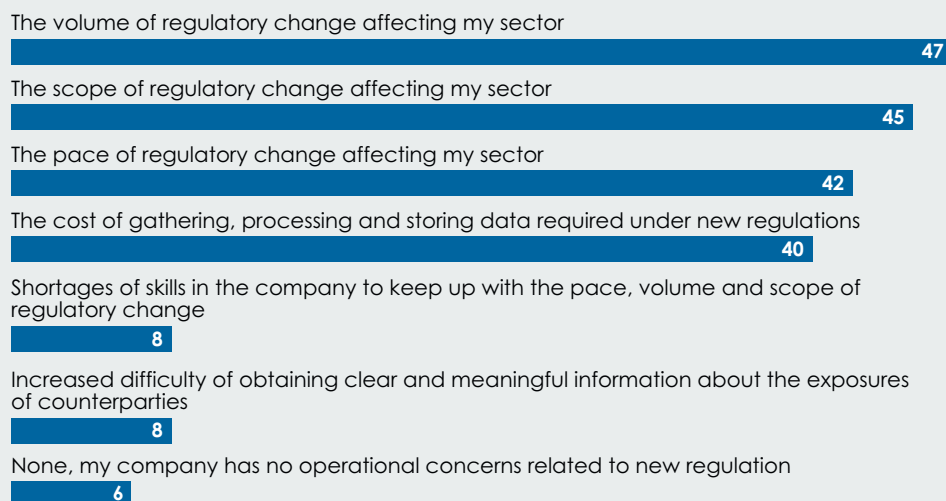 The volume of regulatory change affecting my sector
47
The scope of regulatory change affecting my sector
45
The pace of regulatory change affecting my sector
42
The cost of gathering, processing and storing data required under new regulations
40
Shortages of skills in the company to keep up with the pace, volume and scope of
regulatory change
8
Increased difficulty of obtaining clear and meaningful information about the exposures
of counterparties
8
None, my company has no operational concerns related to new regulation
6